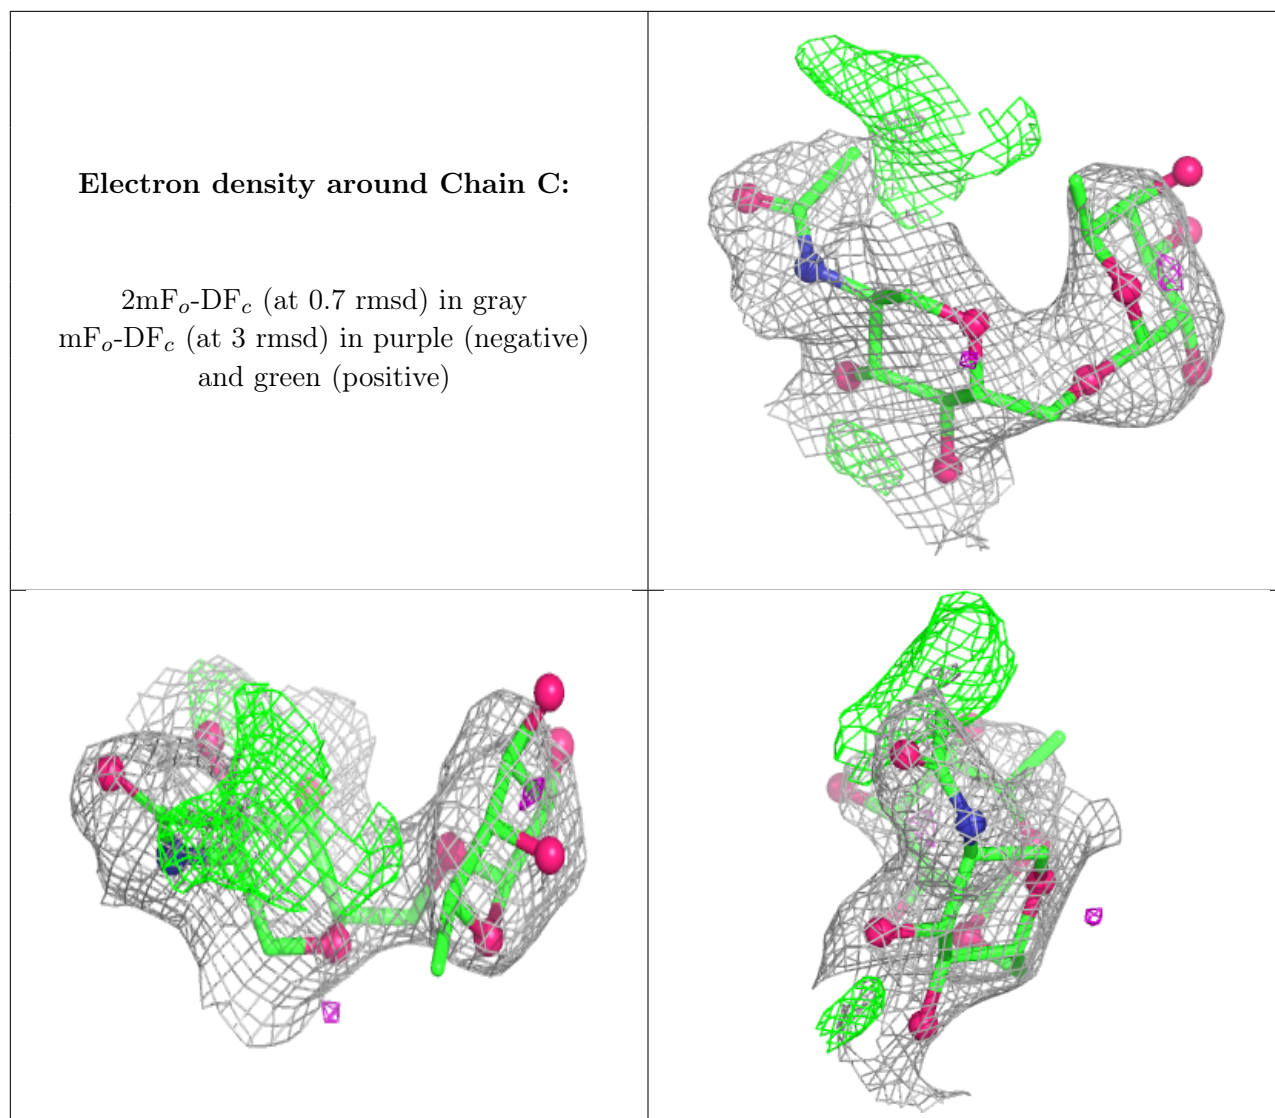 Electron density around Chain C:
2mFo-DFc (at 0.7 rmsd) in gray
mFo-DFc (at 3 rmsd) in purple (negative)
and green (positive)